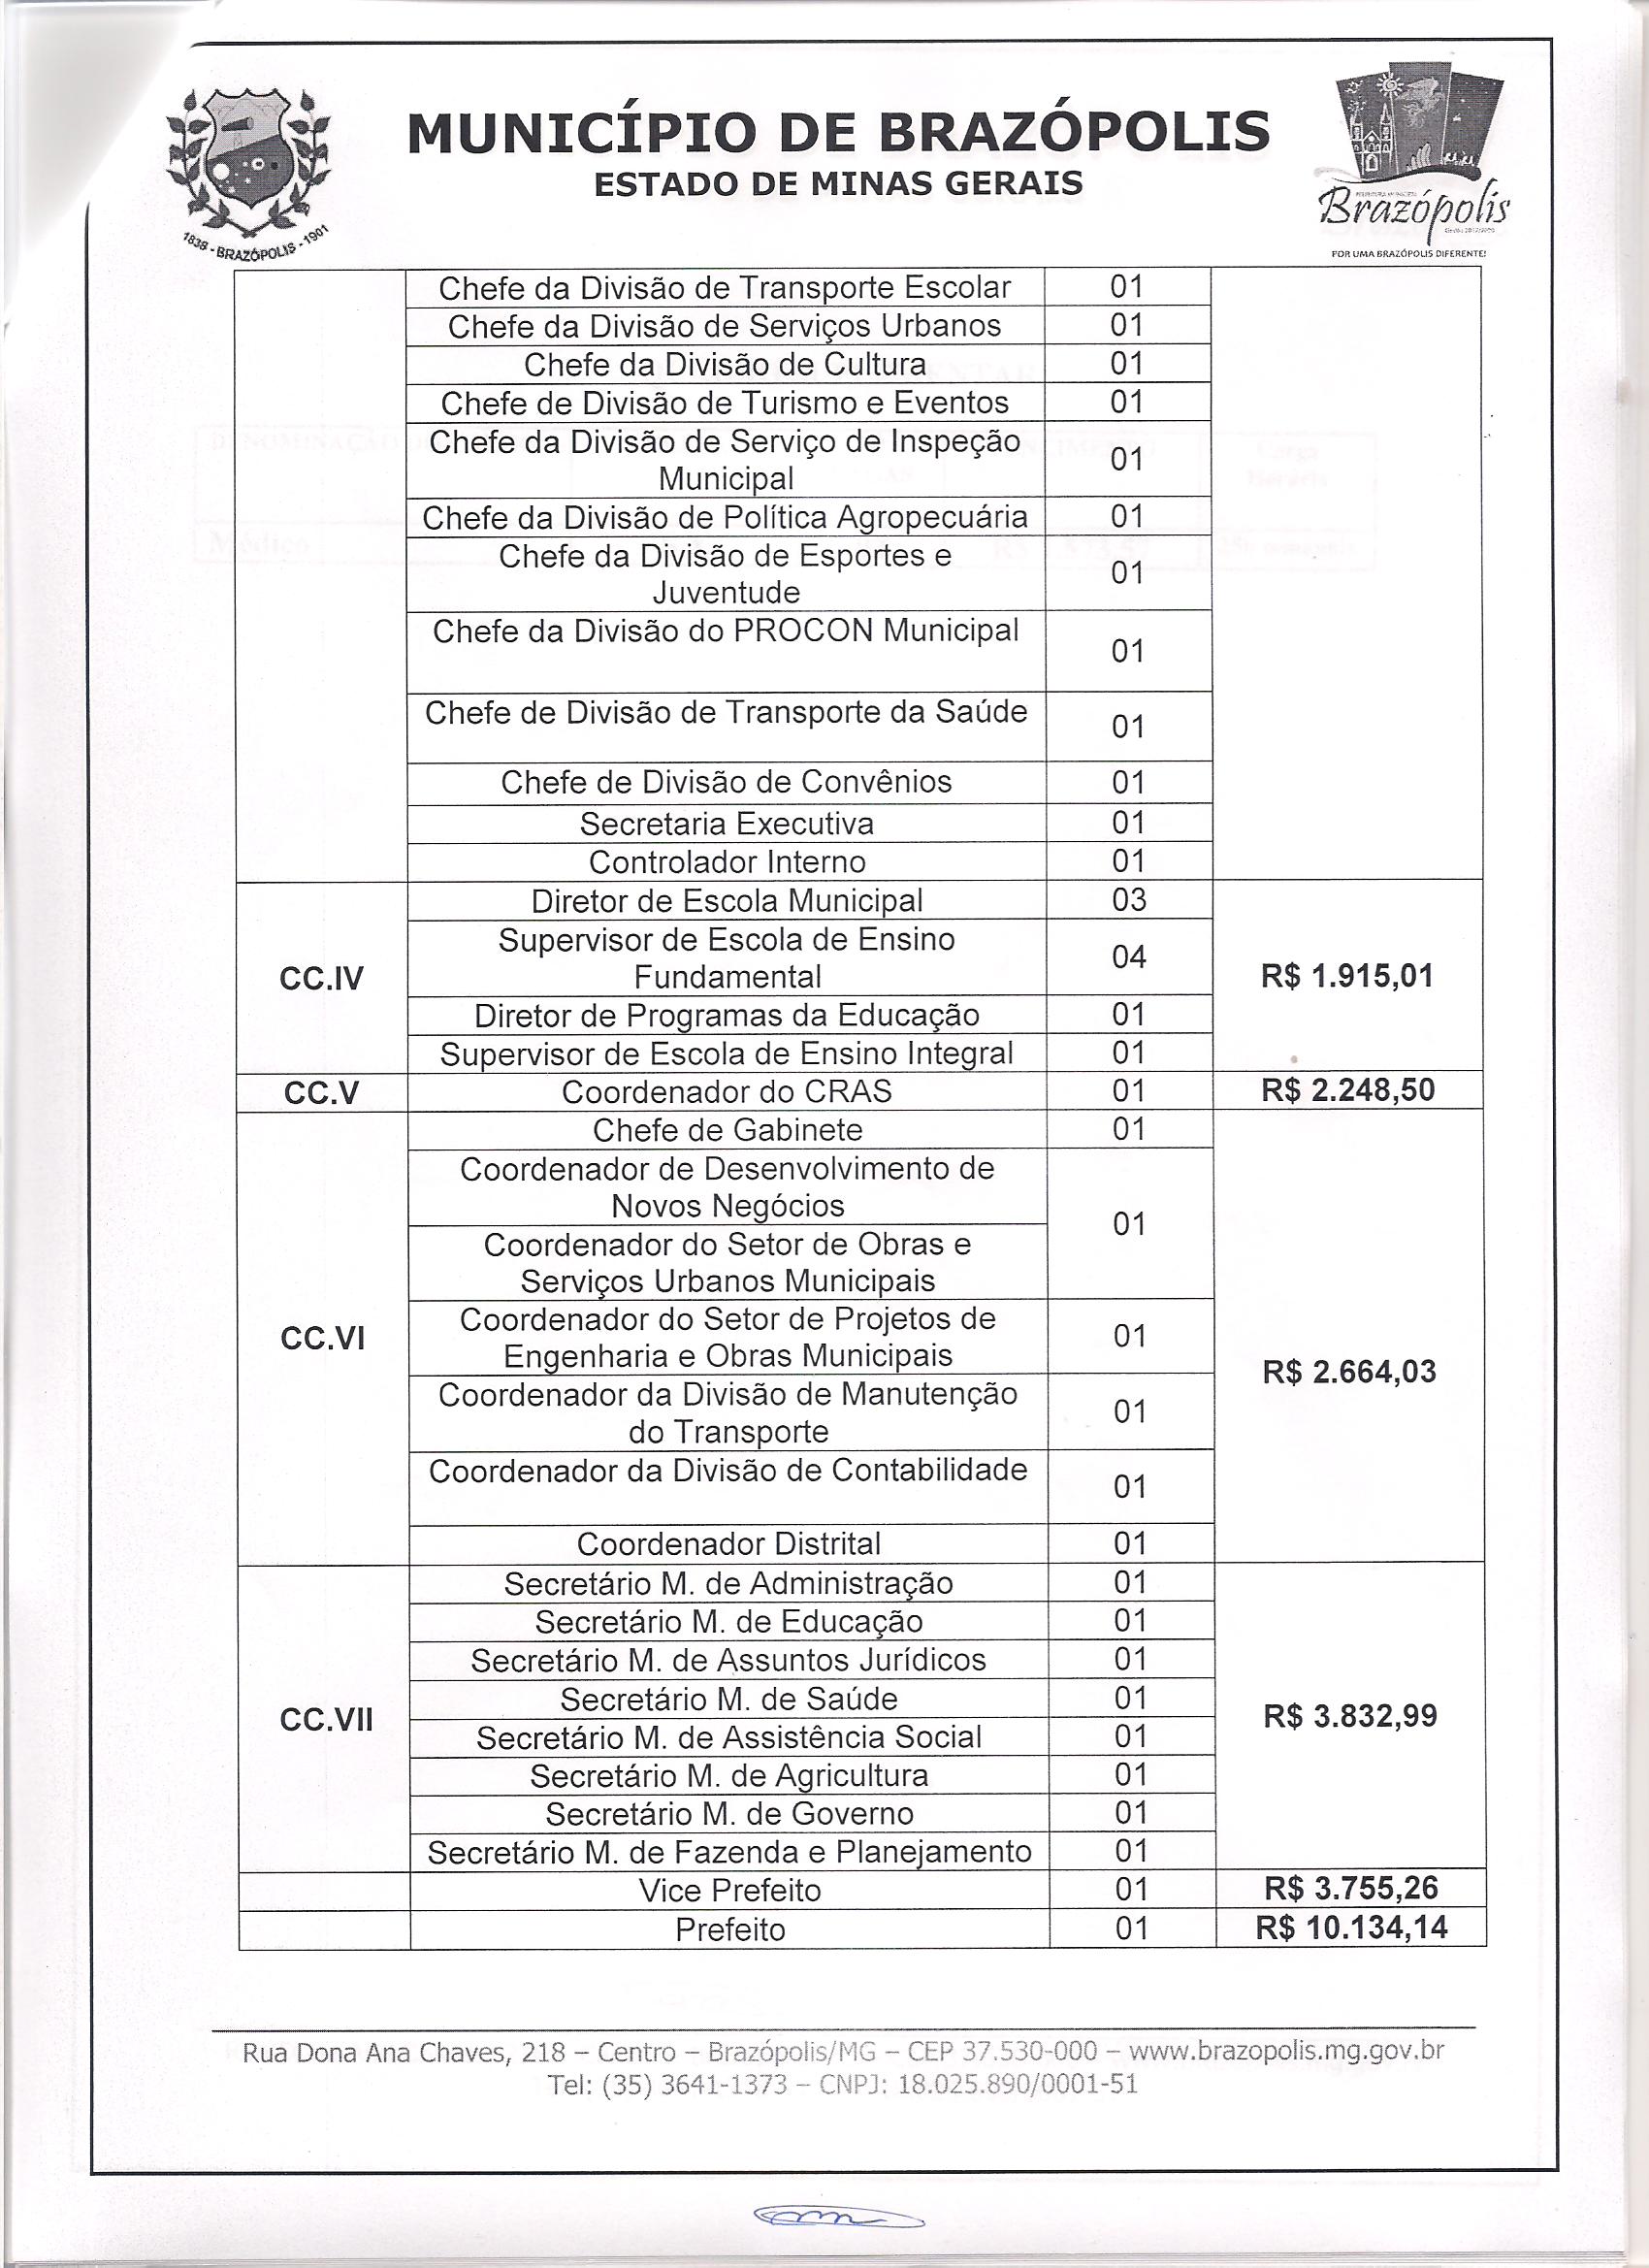 MUNICÍPIO DE BRAZÓPOLIS
ESTADO DE MINAS GERAIS
1838 - BRAZÓPOLIS - 1901
Brazópolis
POR UMA BRAZÓPOLIS DIFERENTE!
Chefe da Divisão de Transporte Escolar 01
Chefe da Divisão de Serviços Urbanos 01
Chefe da Divisão de Cultura 01
Chefe de Divisão de Turismo e Eventos 01
Chefe da Divisão de Serviço de Inspeção
Municipal 01
Chefe da Divisão de Política Agropecuária 01
Chefe da Divisão de Esportes e
Juventude 01
Chefe da Divisão do PROCON Municipal 01
Chefe de Divisão de Transporte da Saúde 01
Chefe de Divisão de Convênios 01
Secretaria Executiva 01
Controlador Interno 01
CC.IV
Diretor de Escola Municipal 03
Supervisor de Escola de Ensino
Fundamental 04
R$ 1.915,01
Diretor de Programas da Educação 01
Supervisor de Escola de Ensino Integral 01
CC.V Coordenador do CRAS 01 R$ 2.248,50
CC.VI
Chefe de Gabinete 01
Coordenador de Desenvolvimento de
Novos Negócios
01
Coordenador do Setor de Obras e
Serviços Urbanos Municipais
Coordenador do Setor de Projetos de
Engenharia e Obras Municipais 01
R$ 2.664,03
Coordenador da Divisão de Manutenção
do Transporte 01
Coordenador da Divisão de Contabilidade 01
Coordenador Distrital 01
CC.VII
Secretário M. de Administração 01
Secretário M. de Educação 01
Secretário M. de Assuntos Jurídicos 01
Secretário M. de Saúde 01
R$ 3.832,99
Secretário M. de Assistência Social 01
Secretário M. de Agricultura 01
Secretário M. de Governo 01
Secretário M. de Fazenda e Planejamento 01
Vice Prefeito 01 R$ 3.755,26
Prefeito 01 R$ 10.134,14
Rua Dona Ana Chaves, 218 – Centro – Brazópolis/MG – CEP 37.530-000 – www.brazopolis.mg.gov.br
Tel: (35) 3641-1373 – CNPJ: 18.025.890/0001-51